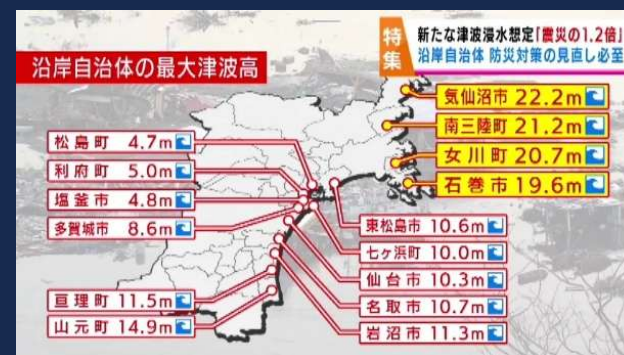 特集
新たな津波浸水想定「震災の1.2倍」
沿岸自治体 防災対策の見直し必至
沿岸自治体の最大津波高
気仙沼市 22.2m
南三陸町 21.2m
女川町 20.7m
石巻市 19.6m
松島町 4.7m
利府町 5.0m
塩釜市 4.8m
多賀城市 8.6m
東松島市 10.6m
七ヶ浜町 10.0m
仙台市 10.3m
名取市 10.7m
岩沼市 11.3m
亘理町 11.5m
山元町 14.9m